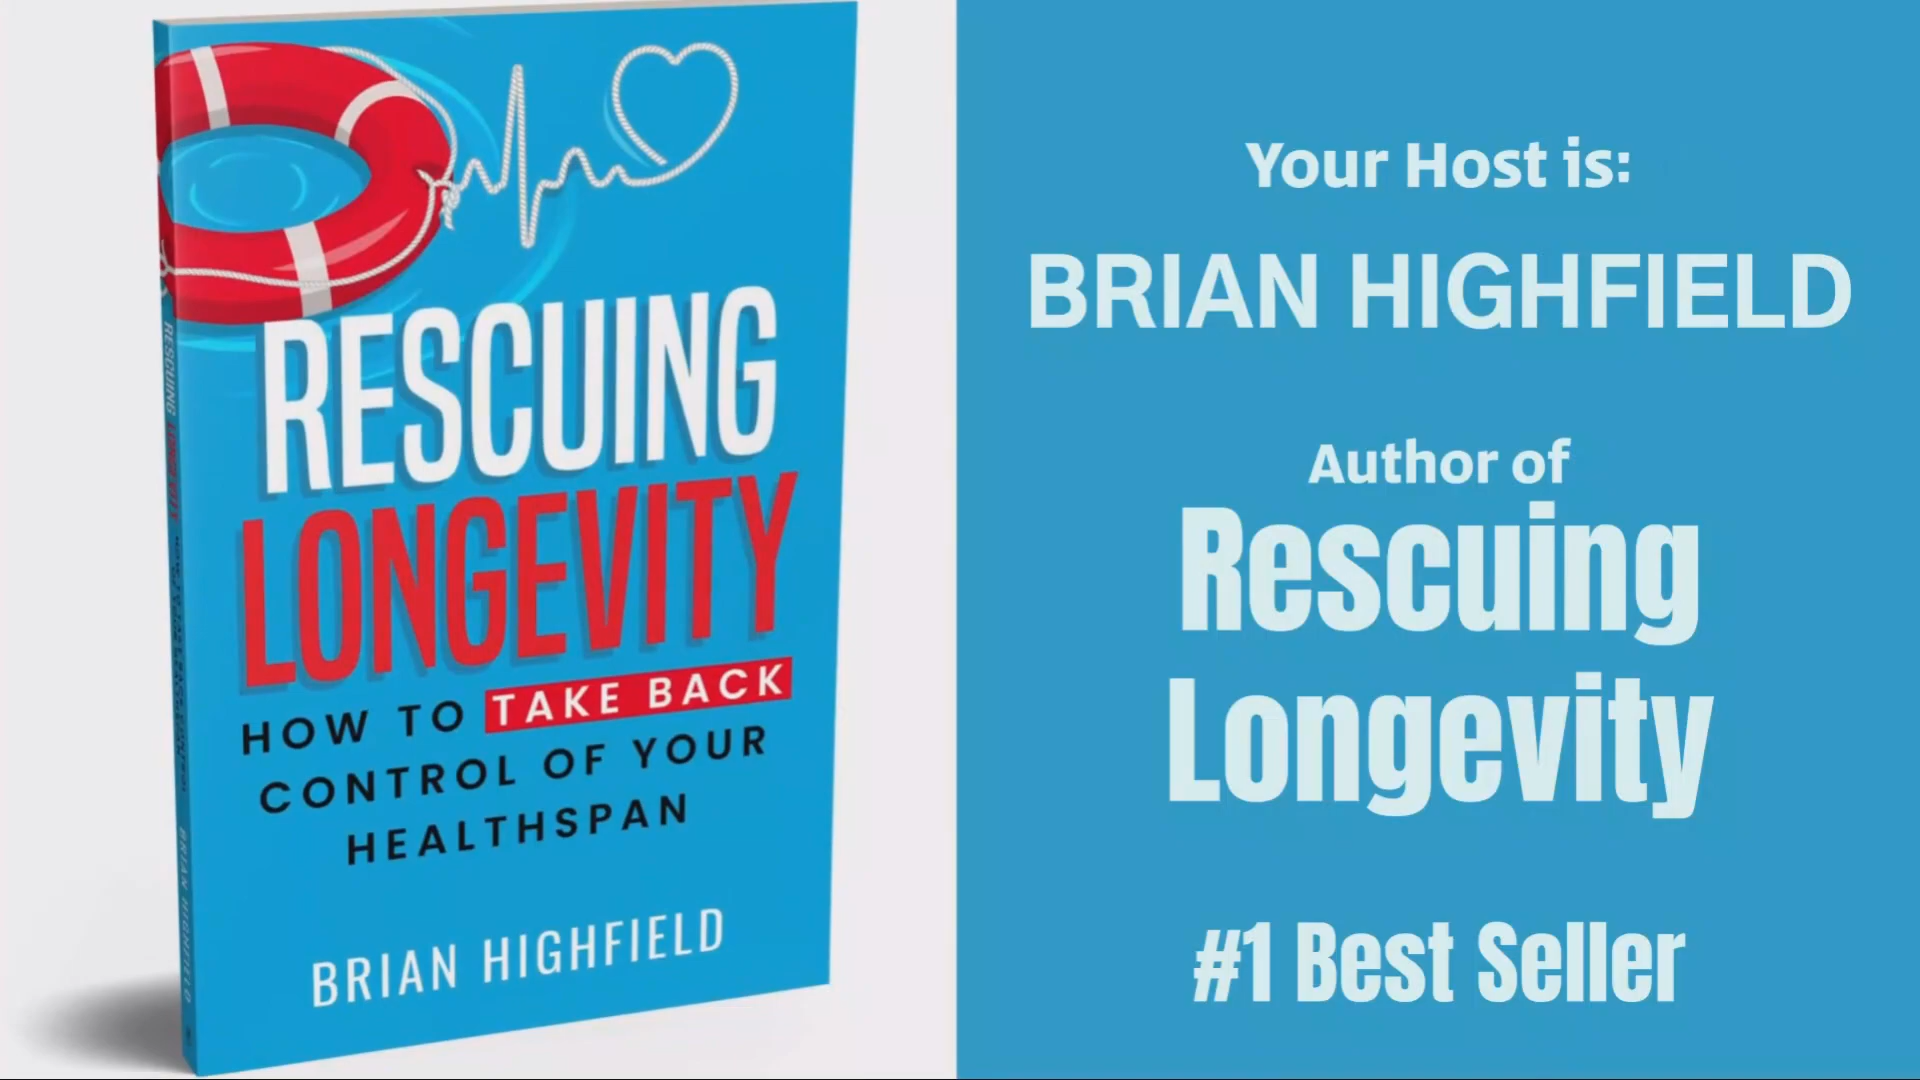 RESCUING
LONGEVITY
HOW TO TAKE BACK
CONTROL OF YOUR
HEALTHSPAN
BRIAN HIGHFIELD
Your Host is:
BRIAN HIGHFIELD
Author of
Rescuing
Longevity
#1 Best Seller